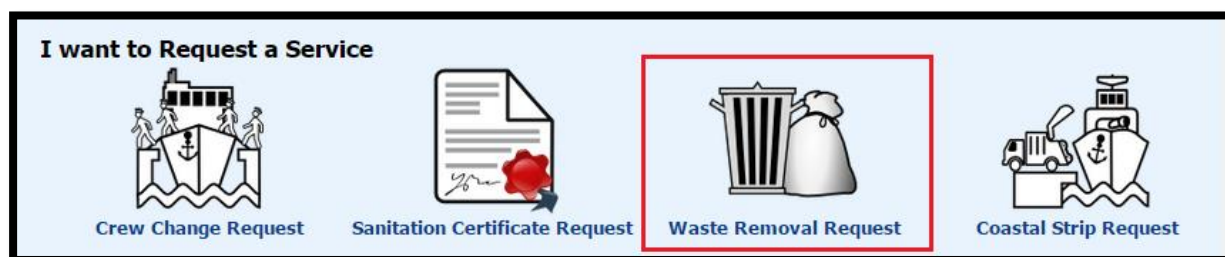 I want to Request a Service
Crew Change Request
Sanitation Certificate Request
Waste Removal Request
Coastal Strip Request